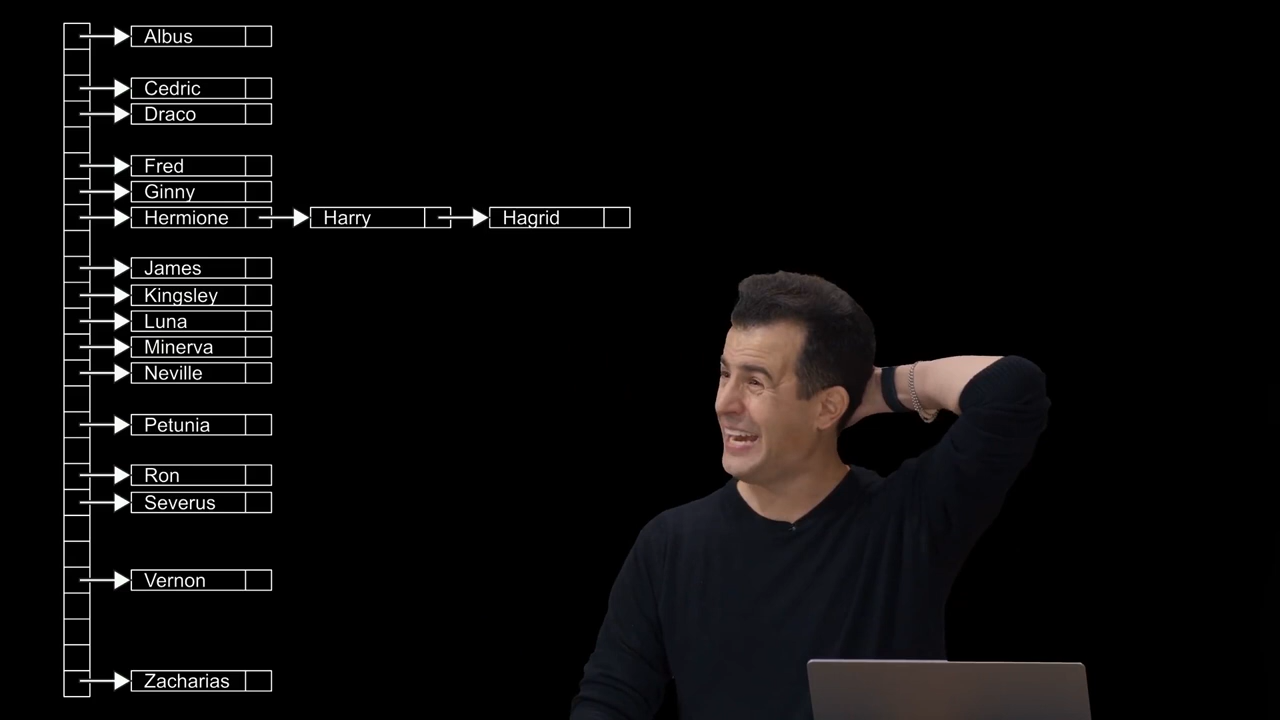 Albus
Cedric
Draco
Fred
Ginny
Hermione Harry Hagrid
James
Kingsley
Luna
Minerva
Neville
Petunia
Ron
Severus
Vernon
Zacharias